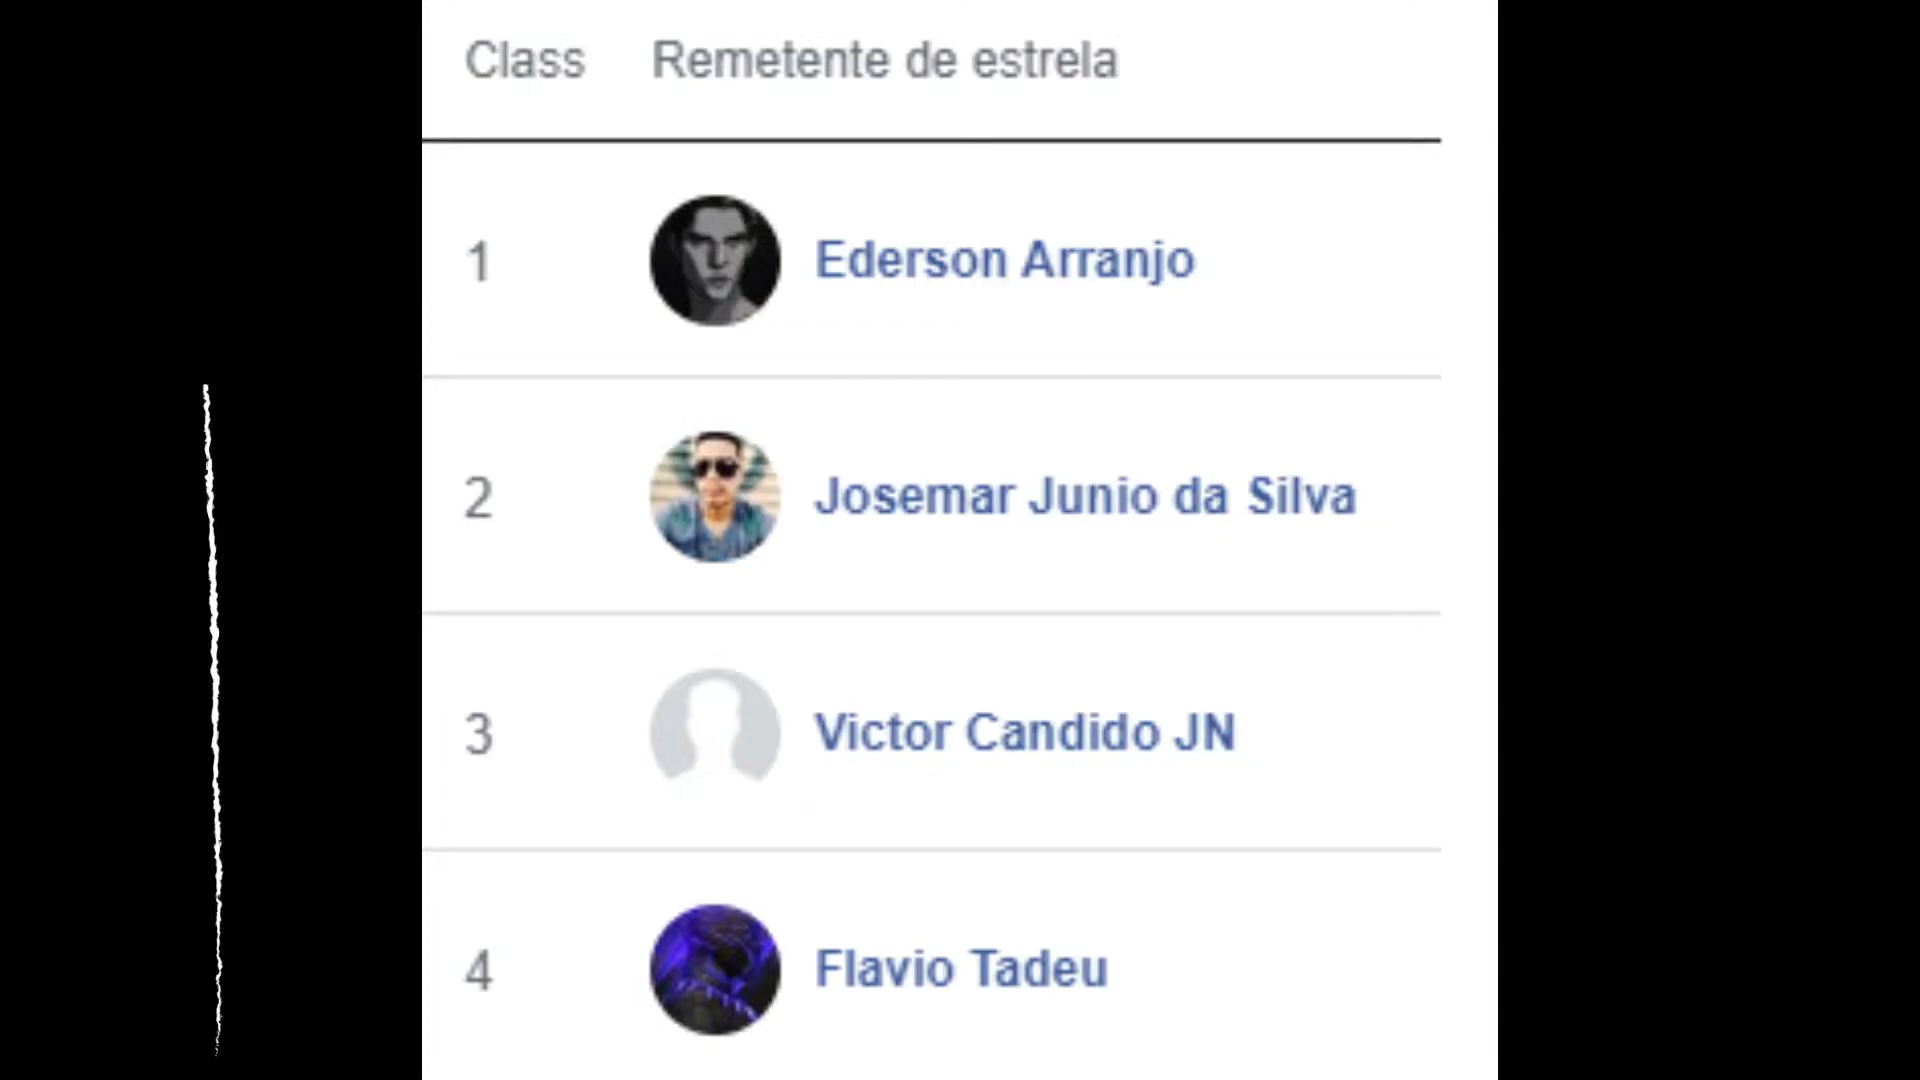 Class Remetente de estrela
1 Ederson Arranjo
2 Josemar Junio da Silva
3 Victor Candido JN
4 Flavio Tadeu